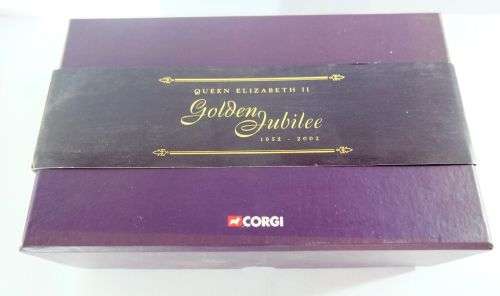 QUEEN ELIZABETH II
Golden Jubilee
1952 - 2002
CORGI